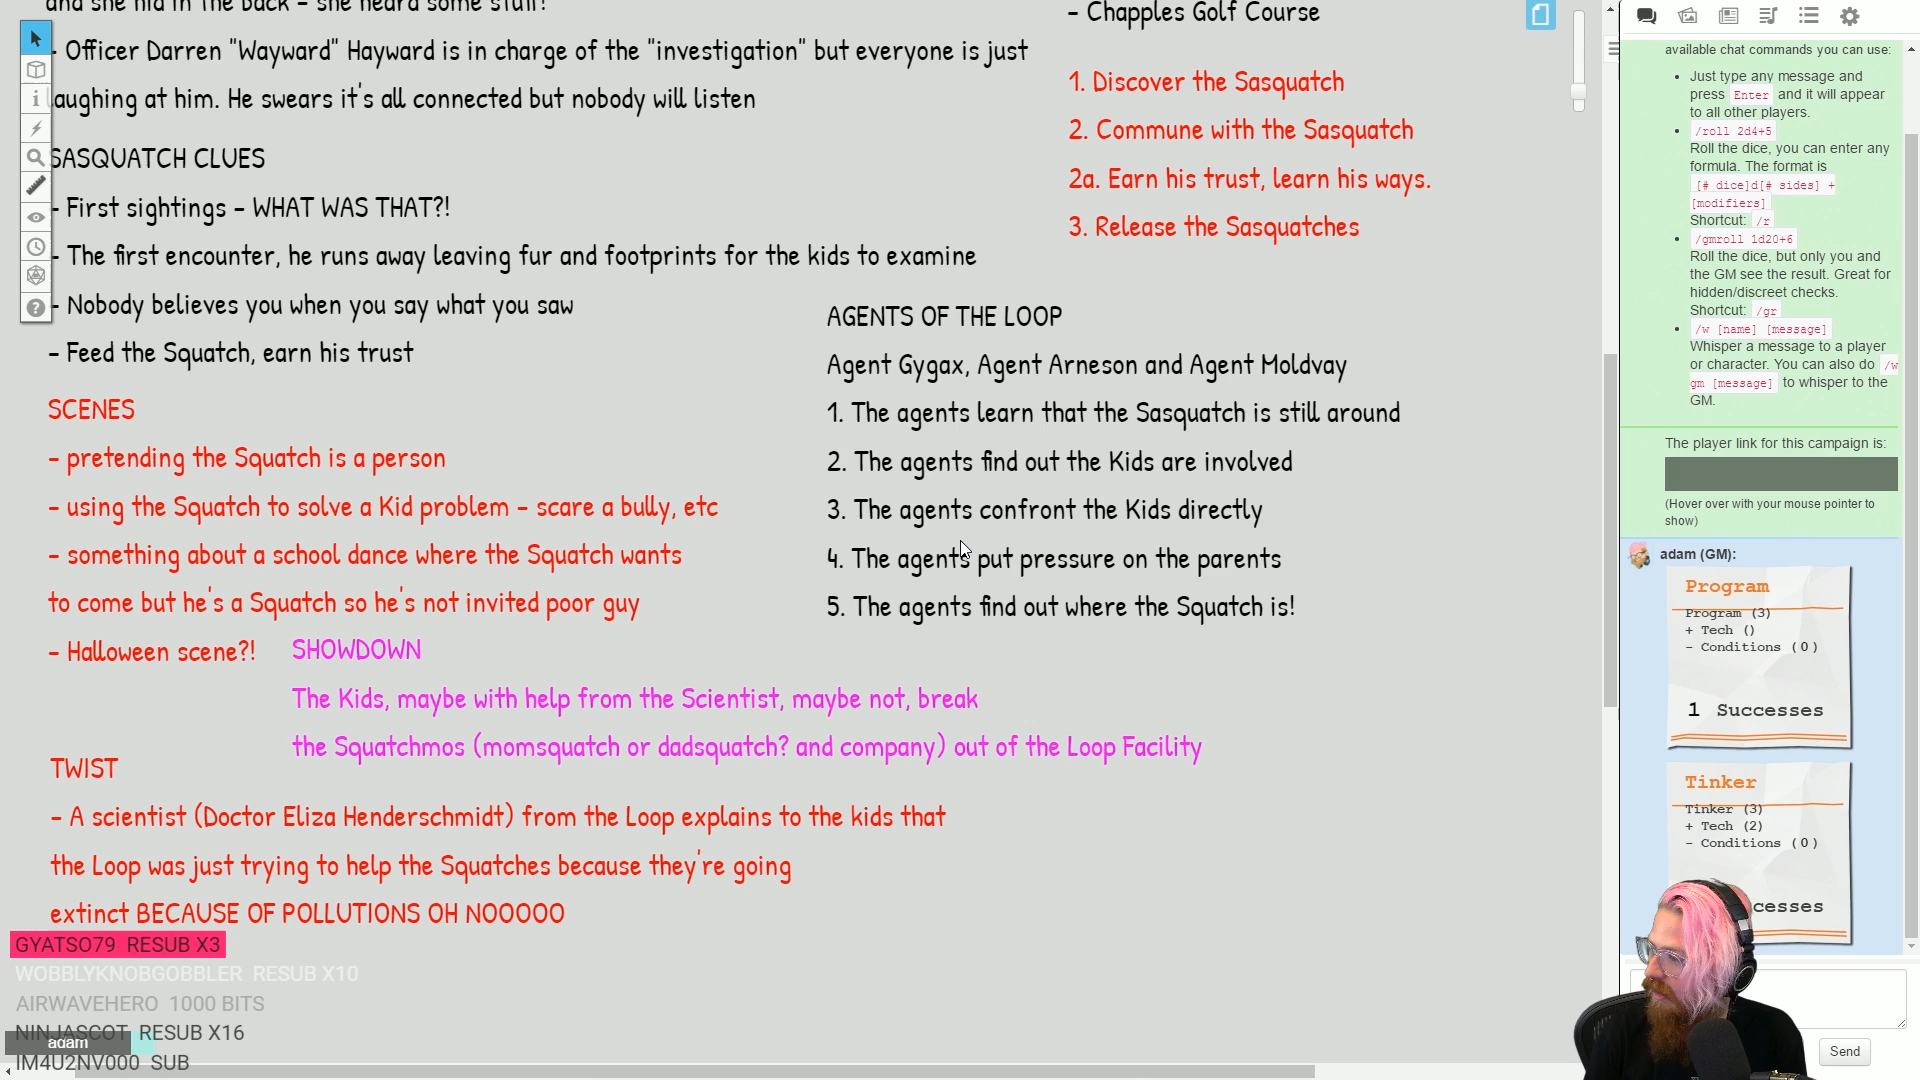 and she hid in the back - she heard some stuff!
- Officer Darren "Wayward" Hayward is in charge of the "investigation" but everyone is just
laughing at him. He swears it's all connected but nobody will listen
SASQUATCH CLUES
- First sightings - WHAT WAS THAT?!
- The first encounter, he runs away leaving fur and footprints for the kids to examine
- Nobody believes you when you say what you saw
- Feed the Squatch, earn his trust
SCENES
- pretending the Squatch is a person
- using the Squatch to solve a Kid problem - scare a bully, etc
- something about a school dance where the Squatch wants
to come but he's a Squatch so he's not invited poor guy
- Halloween scene?!
SHOWDOWN
The Kids, maybe with help from the Scientist, maybe not, break
the Squatchmos (momsquatch or dadsquatch? and company) out of the Loop Facility
TWIST
- A scientist (Doctor Eliza Henderschmidt) from the Loop explains to the kids that
the Loop was just trying to help the Squatches because they're going
extinct BECAUSE OF POLLUTIONS OH NOOOOO
- Chapples Golf Course
1. Discover the Sasquatch
2. Commune with the Sasquatch
2a. Earn his trust, learn his ways.
3. Release the Sasquatches
AGENTS OF THE LOOP
Agent Gygax, Agent Arneson and Agent Moldvay
1. The agents learn that the Sasquatch is still around
2. The agents find out the Kids are involved
3. The agents confront the Kids directly
4. The agents put pressure on the parents
5. The agents find out where the Squatch is!
GYATSO79 RESUB X3
WOBBLYKNOBGOBBLER RESUB X10
AIRWAVEHERO 1000 BITS
NINJASCOT RESUB X16
adam
IM4U2NV000 SUB
available chat commands you can use:
• Just type any message and
press Enter and it will appear
to all other players.
• /roll 2d4+5
Roll the dice, you can enter any
formula. The format is
[# dice]d[# sides] +
[modifiers]
Shortcut: /r
• /gmroll 1d20+6
Roll the dice, but only you and
the GM see the result. Great for
hidden/discreet checks.
Shortcut: /gr
• /w [name] [message]
Whisper a message to a player
or character. You can also do /w
gm [message] to whisper to the
GM.
The player link for this campaign is:
(Hover over with your mouse pointer to
show)
adam (GM):
Program
Program (3)
+ Tech ()
- Conditions (0)
1 Successes
Tinker
Tinker (3)
+ Tech (2)
- Conditions (0)
Send